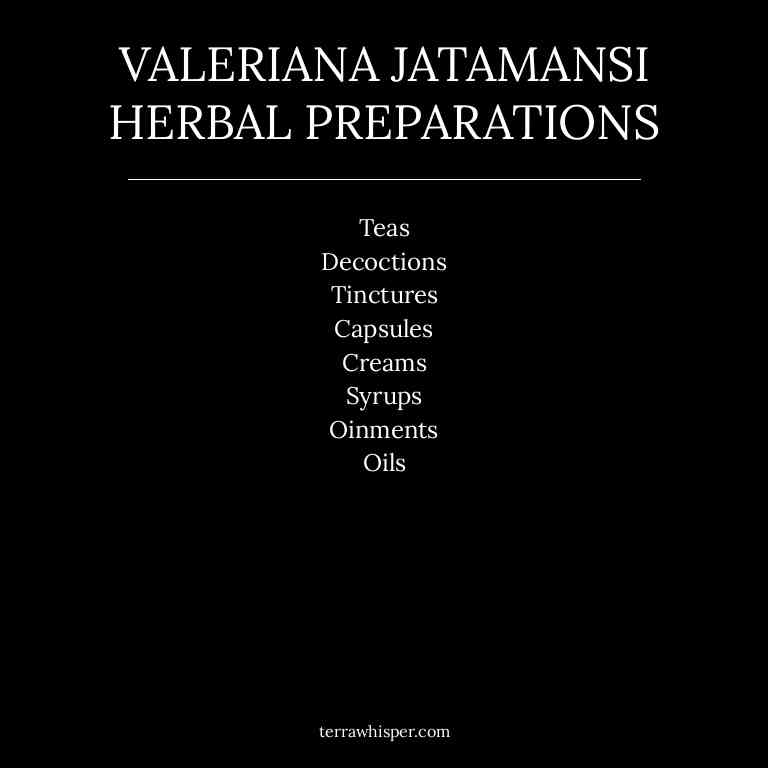 VALERIANA JATAMANSI
HERBAL PREPARATIONS
Teas
Decoctions
Tinctures
Capsules
Creams
Syrups
Oinments
Oils
terrawhisper.com